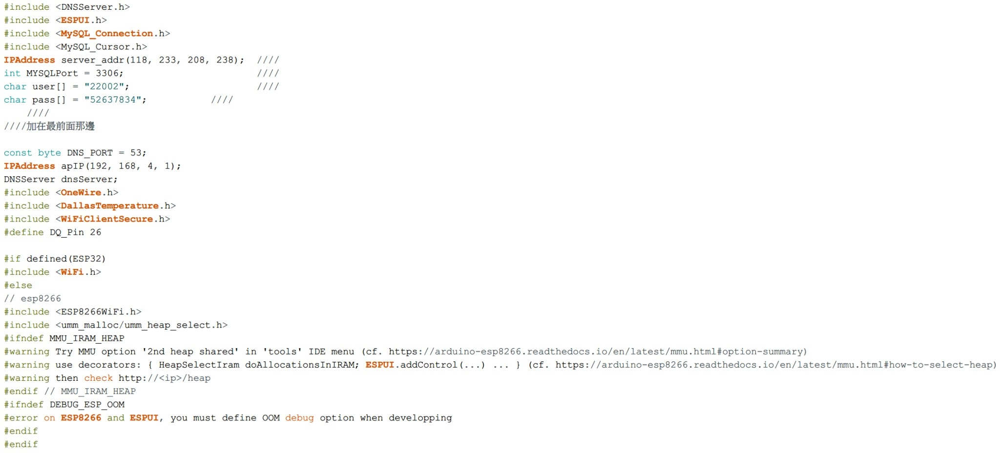 #include <DNSServer.h>
#include <ESPUI.h>
#include <MySQL_Connection.h>
#include <MySQL_Cursor.h>
IPAddress server_addr(118, 233, 208, 238);  ////
int MYSQLPort = 3306;                       ////
char user[] = "22002";                      ////
char pass[] = "52637834";           ////
    ////
////加在最前面那邊

const byte DNS_PORT = 53;
IPAddress apIP(192, 168, 4, 1);
DNSServer dnsServer;
#include <OneWire.h>
#include <DallasTemperature.h>
#include <WiFiClientSecure.h>
#define DQ_Pin 26

#if defined(ESP32)
#include <WiFi.h>
#else
// esp8266
#include <ESP8266WiFi.h>
#include <umm_malloc/umm_heap_select.h>
#ifndef MMU_IRAM_HEAP
#warning Try MMU option '2nd heap shared' in 'tools' IDE menu (cf. https://arduino-esp8266.readthedocs.io/en/latest/mmu.html#option-summary)
#warning use decorators: { HeapSelectIram doAllocationsInIRAM; ESPUI.addControl(...) ... } (cf. https://arduino-esp8266.readthedocs.io/en/latest/mmu.html#how-to-select-heap)
#warning then check http://<ip>/heap
#endif // MMU_IRAM_HEAP
#ifndef DEBUG_ESP_OOM
#error on ESP8266 and ESPUI, you must define OOM debug option when developping
#endif
#endif